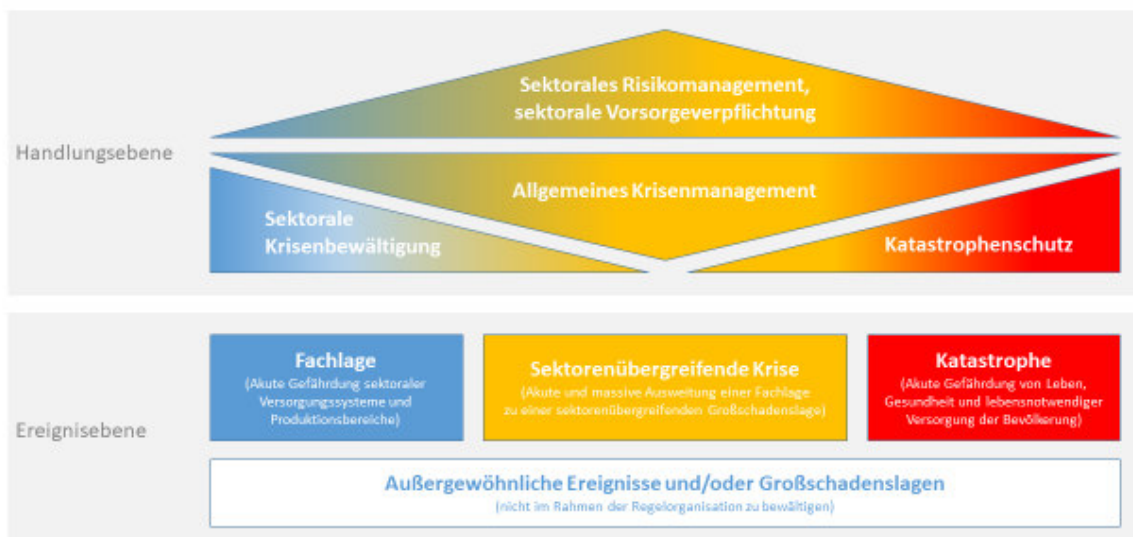 Handlungsebene
Sektorales Risikomanagement,
sektorale Vorsorgeverpflichtung
Allgemeines Krisenmanagement
Sektorale
Krisenbewältigung
Katastrophenschutz
Ereignisebene
Fachlage
(Akute Gefährdung sektoraler
Versorgungssysteme und
Produktionsbereiche)
Sektorenübergreifende Krise
(Akute und massive Ausweitung einer Fachlage
zu einer sektorenübergreifenden Großschadenslage)
Katastrophe
(Akute Gefährdung von Leben,
Gesundheit und lebensnotwendiger
Versorgung der Bevölkerung)
Außergewöhnliche Ereignisse und/oder Großschadenslagen
(nicht im Rahmen der Regelorganisation zu bewältigen)